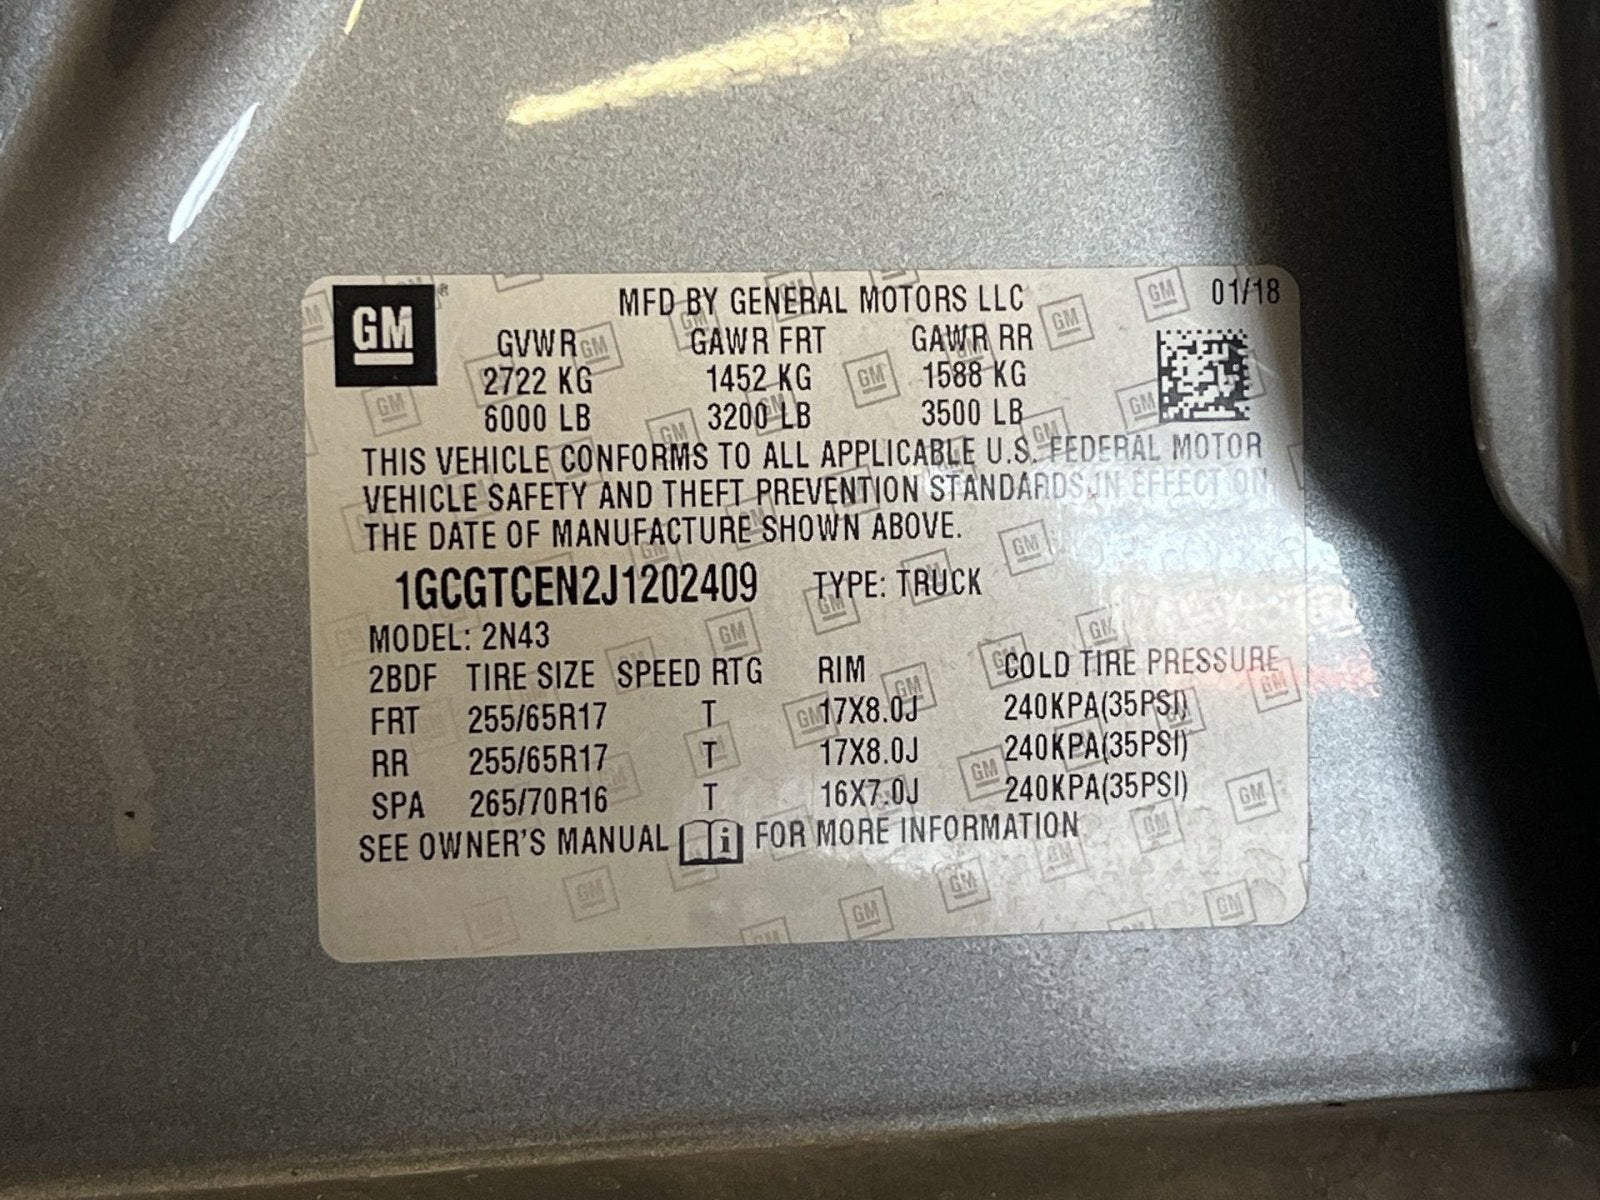 GM
MFD BY GENERAL MOTORS LLC 01/18
GVWR GAWR FRT GAWR RR
2722 KG 1452 KG 1588 KG
6000 LB 3200 LB 3500 LB
THIS VEHICLE CONFORMS TO ALL APPLICABLE U.S. FEDERAL MOTOR
VEHICLE SAFETY AND THEFT PREVENTION STANDARDS IN EFFECT ON
THE DATE OF MANUFACTURE SHOWN ABOVE.
1GCGTCEN2J1202409 TYPE: TRUCK
MODEL: 2N43
2BDF TIRE SIZE SPEED RTG RIM COLD TIRE PRESSURE
FRT 255/65R17 T 17X8.0J 240KPA(35PSI)
RR 255/65R17 T 17X8.0J 240KPA(35PSI)
SPA 265/70R16 T 16X7.0J 240KPA(35PSI)
SEE OWNER'S MANUAL i FOR MORE INFORMATION